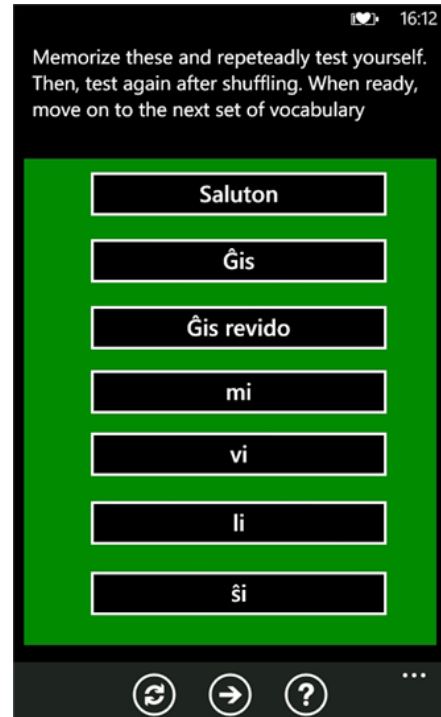 16:12
Memorize these and repeteadly test yourself.
Then, test again after shuffling. When ready,
move on to the next set of vocabulary
Saluton
Ĝis
Ĝis revido
mi
vi
li
ŝi